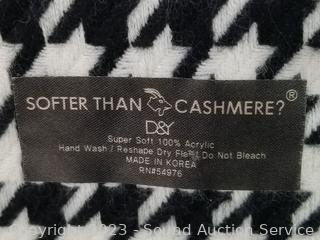 SOFTER THAN CASHMERE?®
D&Y
Super Soft 100% Acrylic
Hand Wash / Reshape Dry Flat / Do Not Bleach
MADE IN KOREA
RN#54976
Copyright 2023 - Sound Auction Service